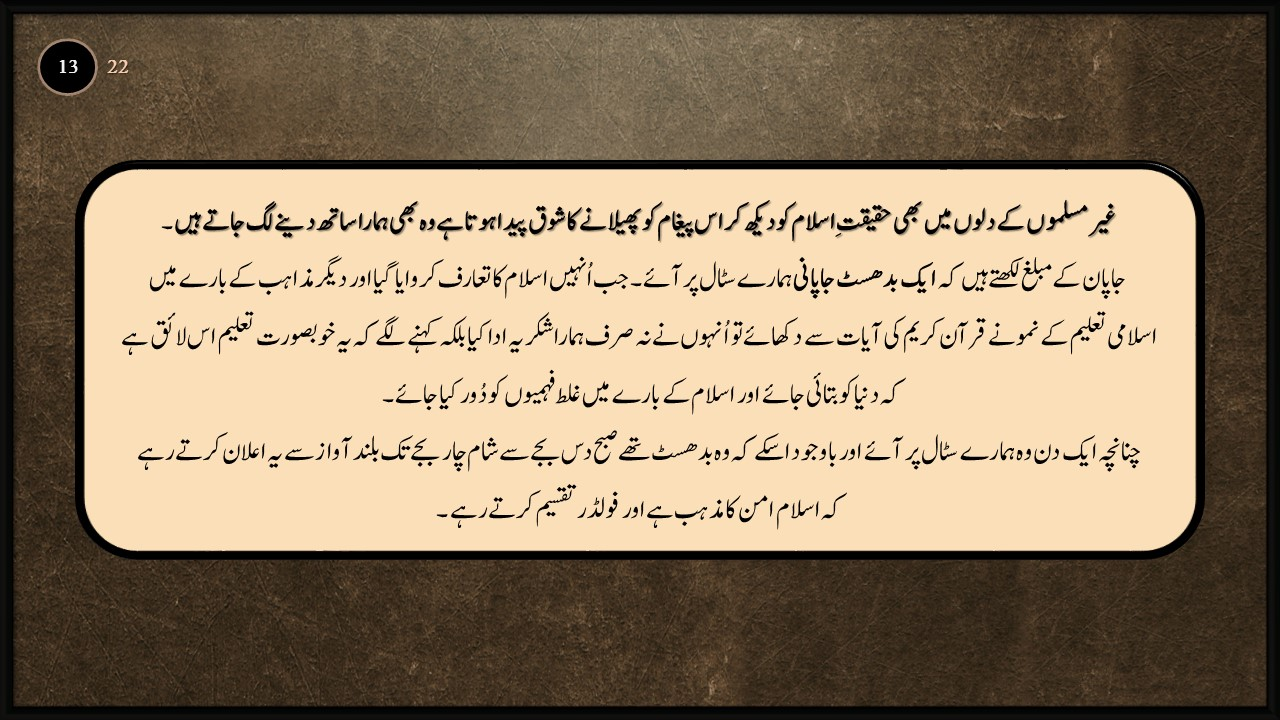 13 22
غیر مسلموں کے دلوں میں بھی حقیقتِ اسلام کو دیکھ کر اس پیغام کو پھیلانے کا شوق پیدا ہوتا ہے وہ بھی ہمارا ساتھ دینے لگ جاتے ہیں۔
جاپان کے مبلغ لکھتے ہیں کہ ایک بدھسٹ جاپانی ہمارے سٹال پر آئے۔ جب اُنہیں اسلام کا تعارف کروایا گیا اور دیگر مذاہب کے بارے میں
اسلامی تعلیم کے نمونے قرآن کریم کی آیات سے دکھائے تو اُنہوں نے نہ صرف ہمارا شکریہ ادا کیا بلکہ کہنے لگے کہ یہ خوبصورت تعلیم اس لائق ہے
کہ دنیا کو بتائی جائے اور اسلام کے بارے میں غلط فہمیوں کو دُور کیا جائے۔
چنانچہ ایک دن وہ ہمارے سٹال پر آئے اور باوجود اسکے کہ وہ بدھسٹ تھے صبح دس بجے سے شام چار بجے تک بلند آواز سے یہ اعلان کرتے رہے
کہ اسلام امن کا مذہب ہے اور فولڈر تقسیم کرتے رہے۔